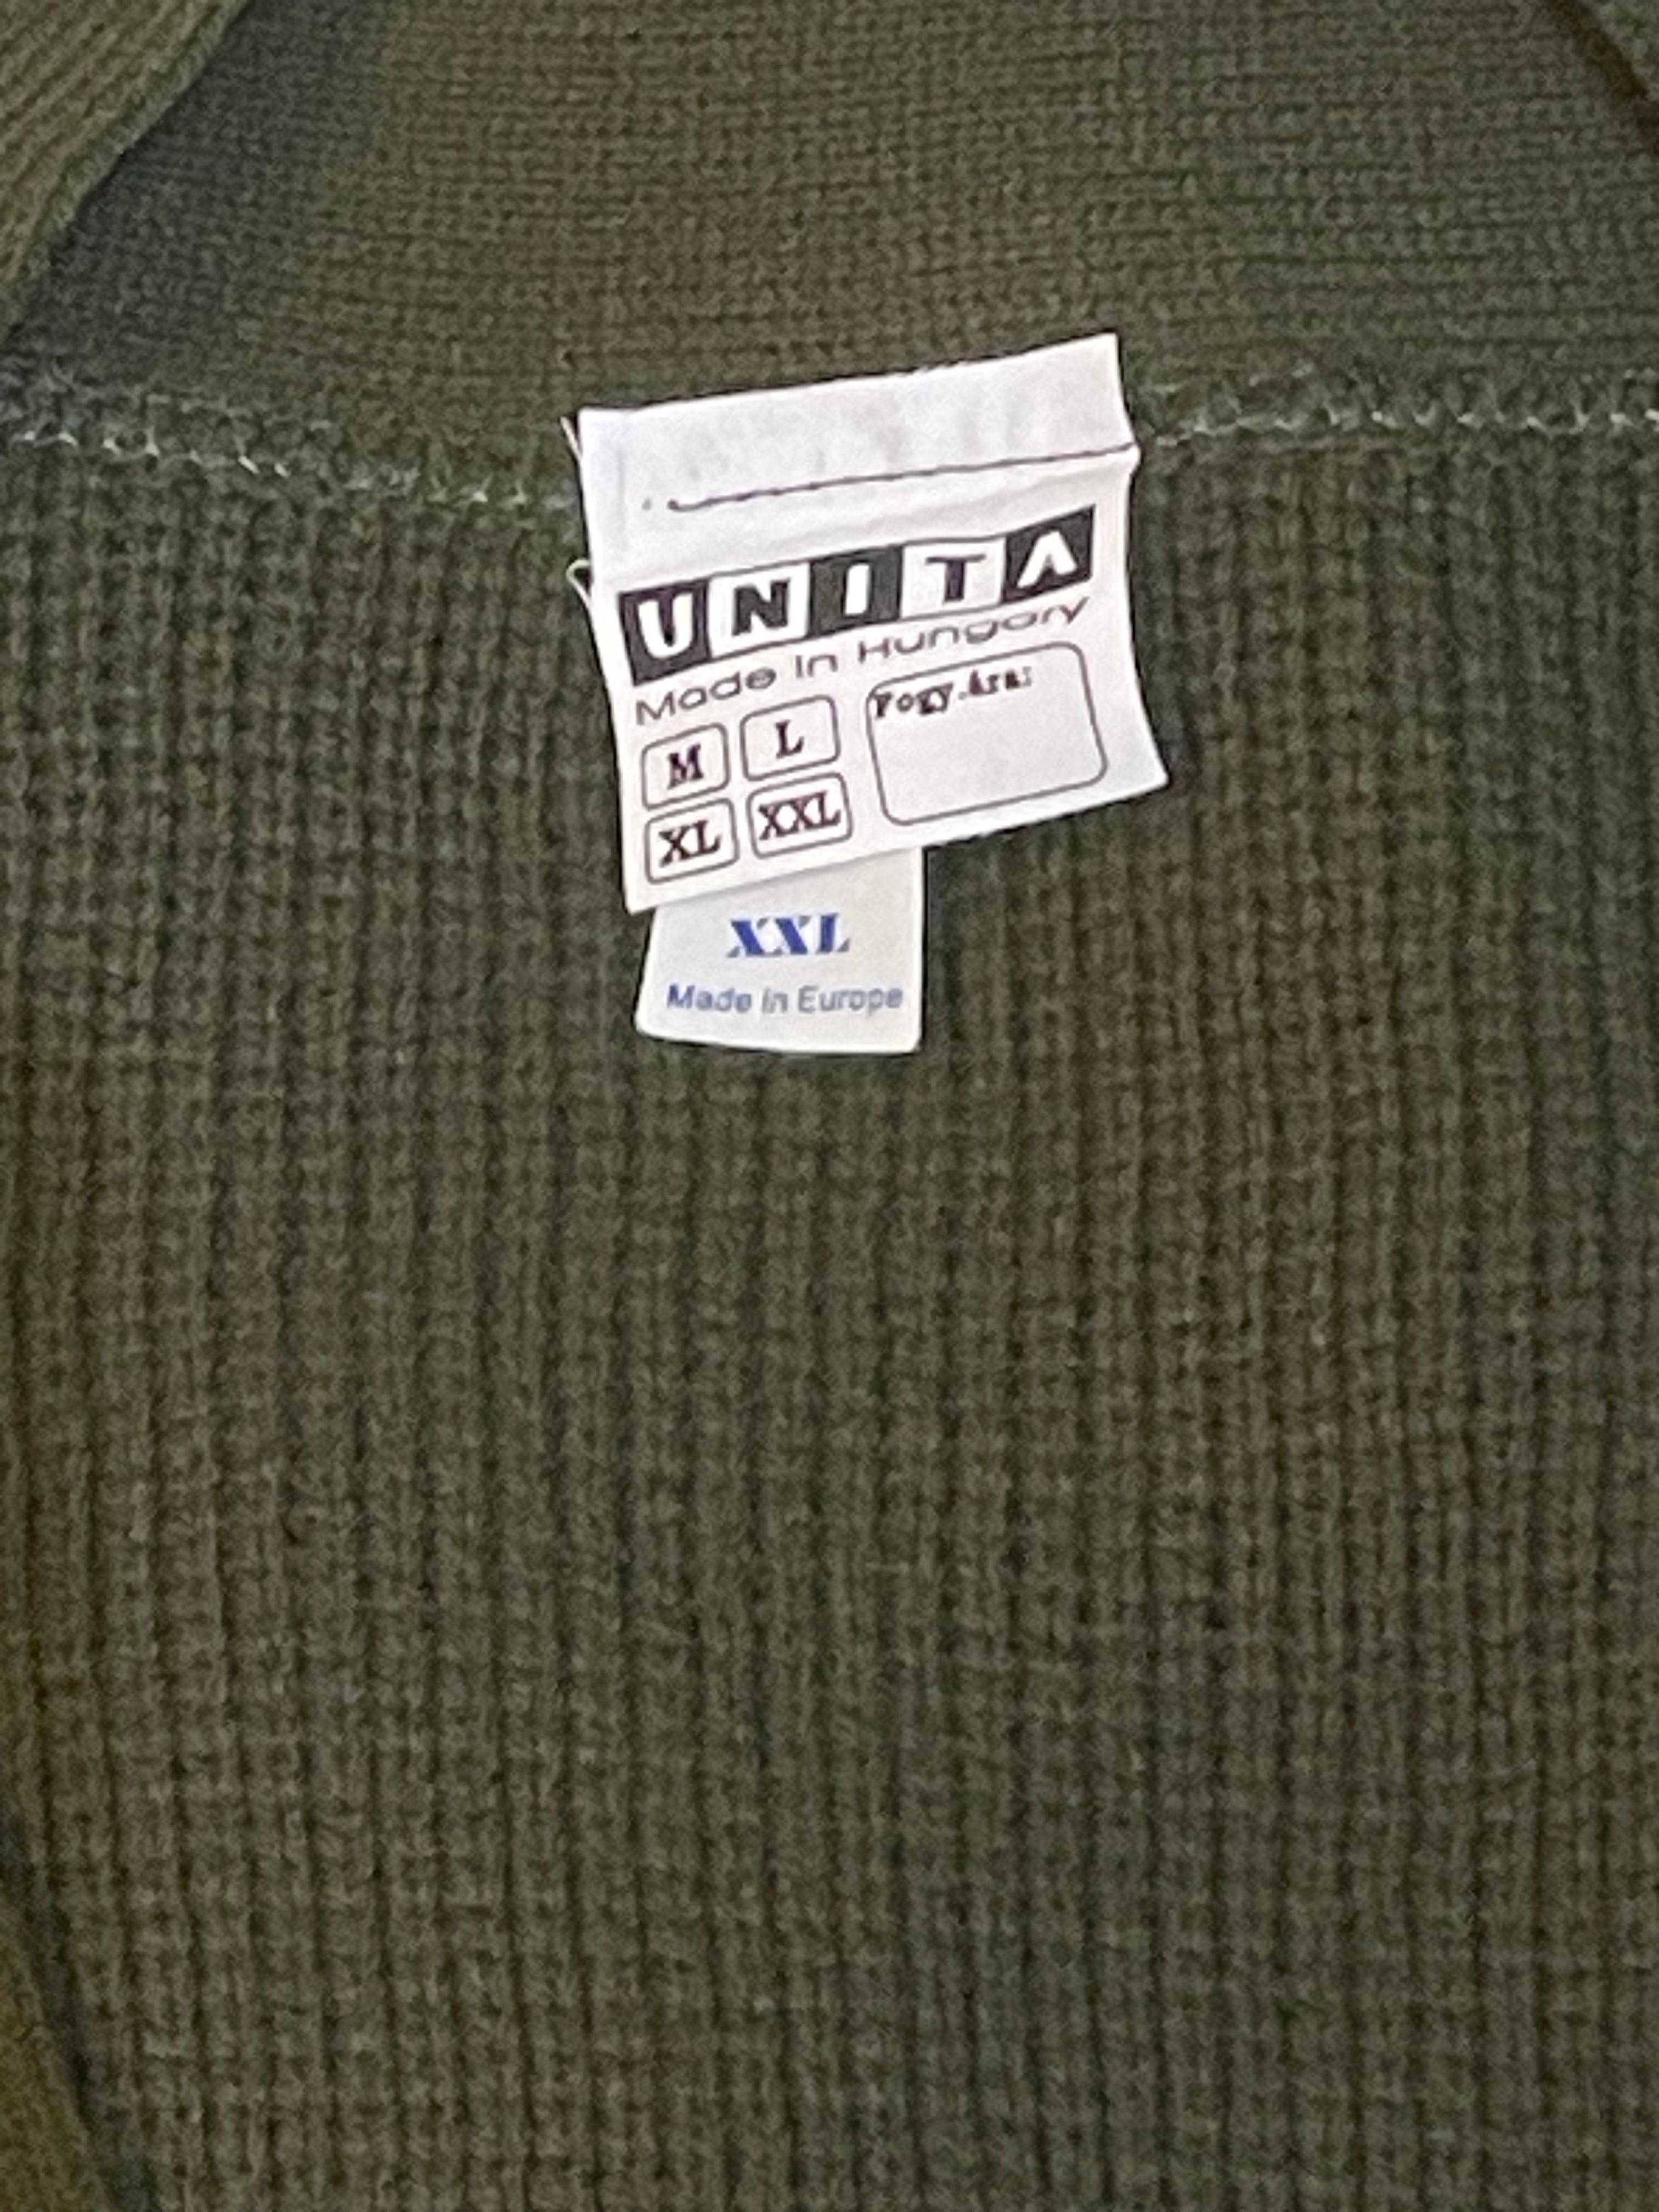 UNITA
Made in Hungary
M L Fogy.ára:
XL XXL
XXL
Made in Europe